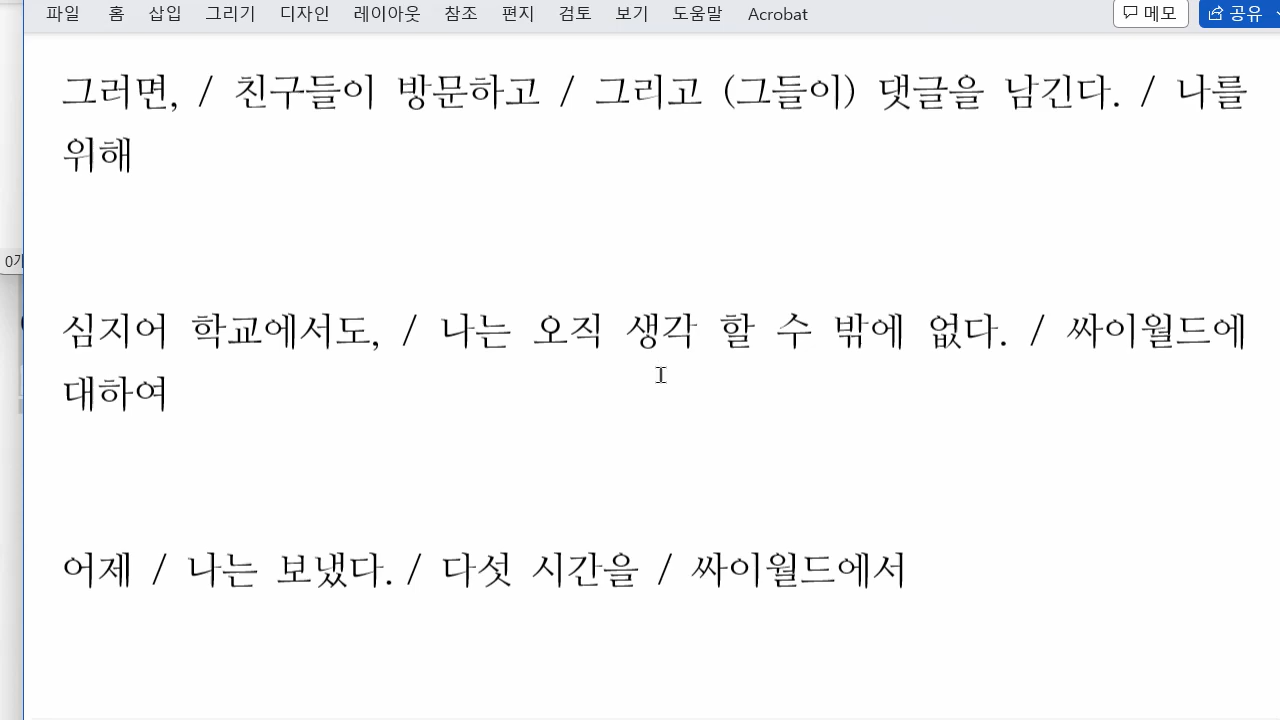 파일 홈 삽입 그리기 디자인 레이아웃 참조 편지 검토 보기 도움말 Acrobat 메모 공유
그러면, / 친구들이 방문하고 / 그리고 (그들이) 댓글을 남긴다. / 나를
위해
심지어 학교에서도, / 나는 오직 생각 할 수 밖에 없다. / 싸이월드에
대하여
어제 / 나는 보냈다. / 다섯 시간을 / 싸이월드에서